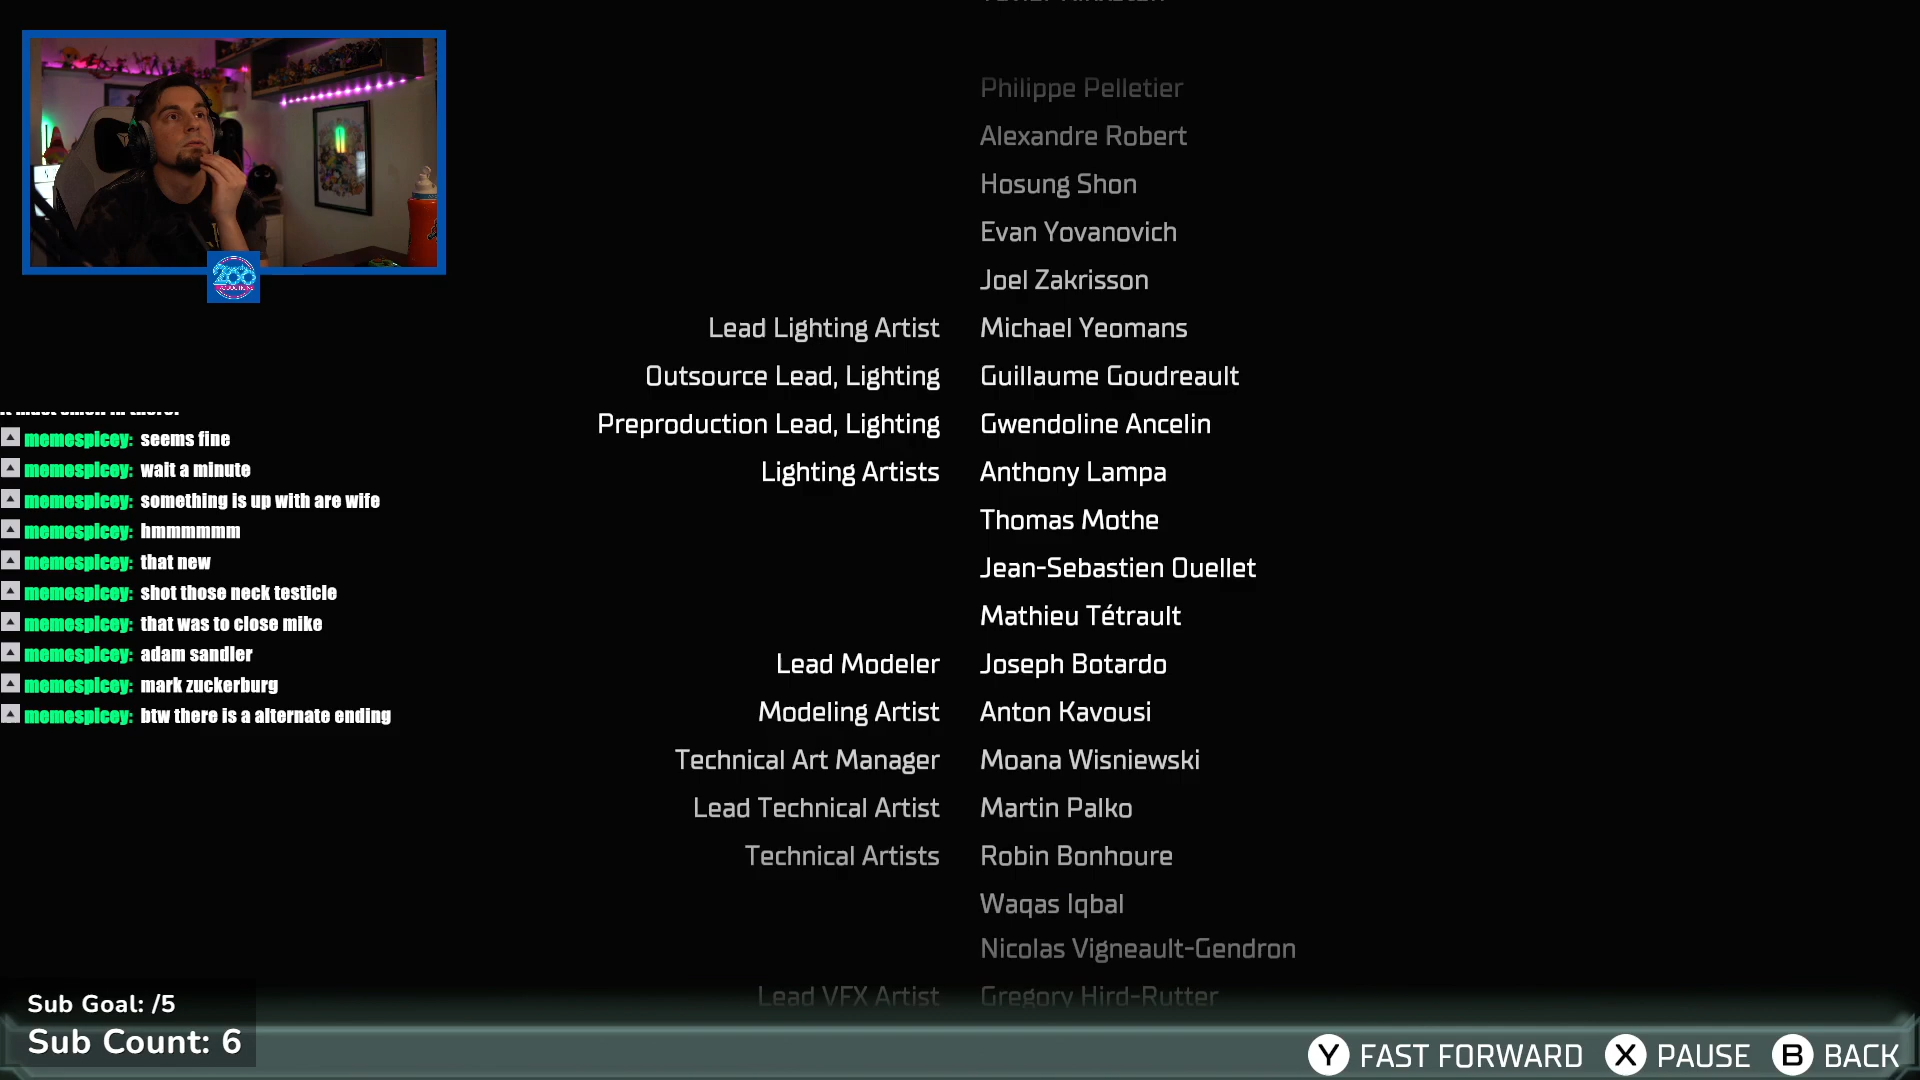 Philippe Pelletier
Alexandre Robert
Hosung Shon
Evan Yovanovich
Joel Zakrisson
Lead Lighting Artist Michael Yeomans
Outsource Lead, Lighting Guillaume Goudreault
Preproduction Lead, Lighting Gwendoline Ancelin
Lighting Artists Anthony Lampa
Thomas Mothe
Jean-Sebastien Ouellet
Mathieu Tétrault
Lead Modeler Joseph Botardo
Modeling Artist Anton Kavousi
Technical Art Manager Moana Wisniewski
Lead Technical Artist Martin Palko
Technical Artists Robin Bonhoure
Waqas Iqbal
Nicolas Vigneault-Gendron
Lead VFX Artist Gregory Hird-Rutter
memespicey: seems fine
memespicey: wait a minute
memespicey: something is up with are wife
memespicey: hmmmmmm
memespicey: that new
memespicey: shot those neck testicle
memespicey: that was to close mike
memespicey: adam sandler
memespicey: mark zuckerburg
memespicey: btw there is a alternate ending
Sub Goal: /5
Sub Count: 6
Y FAST FORWARD X PAUSE B BACK